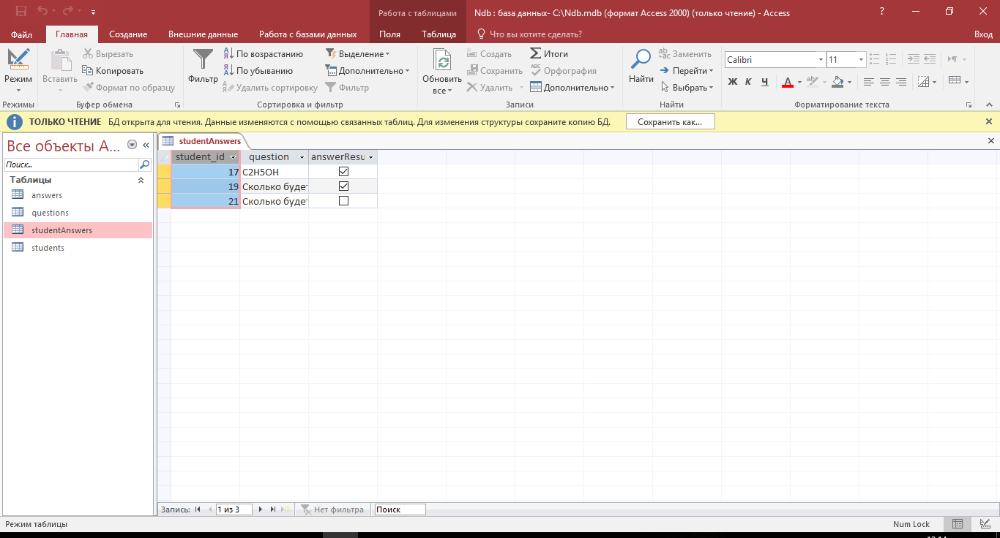 Работа с таблицами
Ndb : база данных- C:\Ndb.mdb (формат Access 2000) (только чтение) - Access
?
Файл
Главная
Создание
Внешние данные
Работа с базами данных
Поля
Таблица
Что вы хотите сделать?
Вход
Режим
Вставить
Вырезать
Копировать
Формат по образцу
Фильтр
По возрастанию
По убыванию
Удалить сортировку
Выделение
Дополнительно
Фильтр
Обновить
все
Создать
Сохранить
Удалить
Итоги
Орфография
Дополнительно
Найти
Заменить
Перейти
Выбрать
Calibri
11
Ж К Ч
А
Режимы
Буфер обмена
Сортировка и фильтр
Записи
Найти
Форматирование текста
ТОЛЬКО ЧТЕНИЕ БД открыта для чтения. Данные изменяются с помощью связанных таблиц. Для изменения структуры сохраните копию БД.
Сохранить как...
Все объекты A...
Поиск...
Таблицы
answers
questions
studentAnswers
students
studentAnswers
student_id question answerResu
17 C2H5OH
19 Сколько буде
21 Сколько буде
Запись:
1 из 3
Нет фильтра
Поиск
Режим таблицы
Num Lock